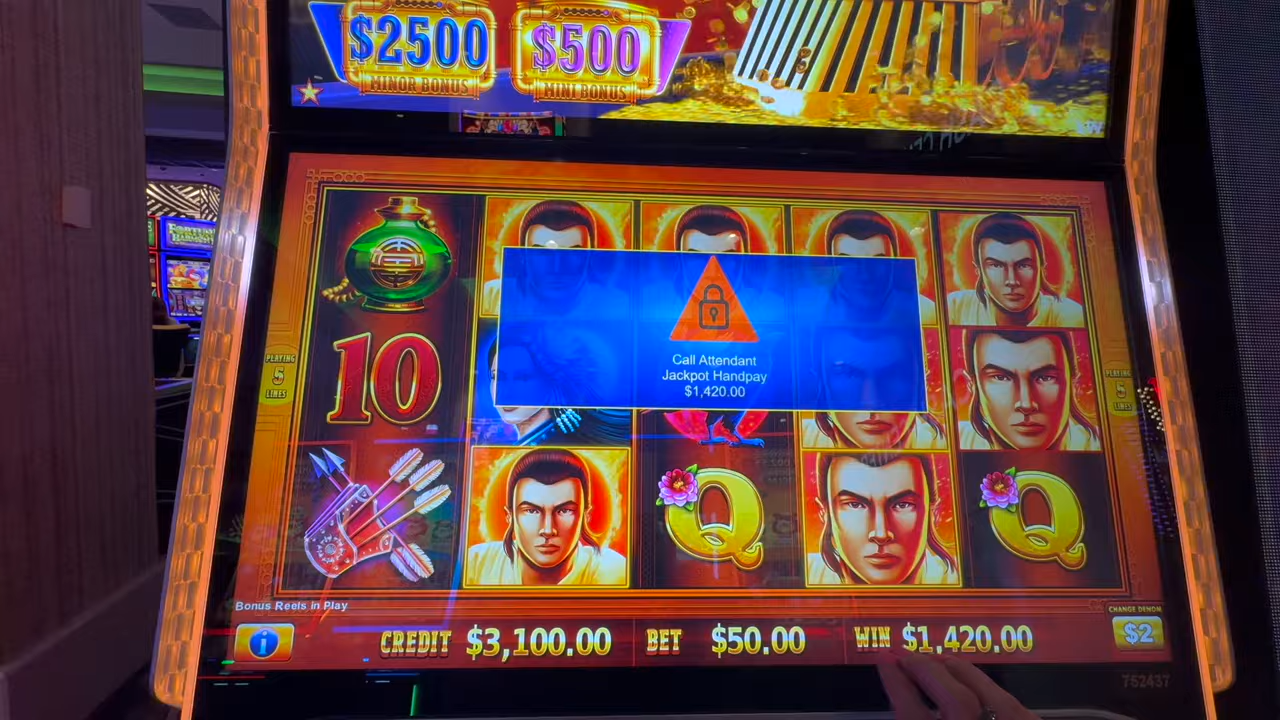 $2500
MINOR BONUS
$500
MINI BONUS
10
PLAYING
5
LINES
PLAYING
5
LINES
Call Attendant
Jackpot Handpay
$1,420.00
Q
Q
Bonus Reels in Play
CHANGE DENOM
$2
i
CREDIT $3,100.00
BET $50.00
WIN $1,420.00
752437